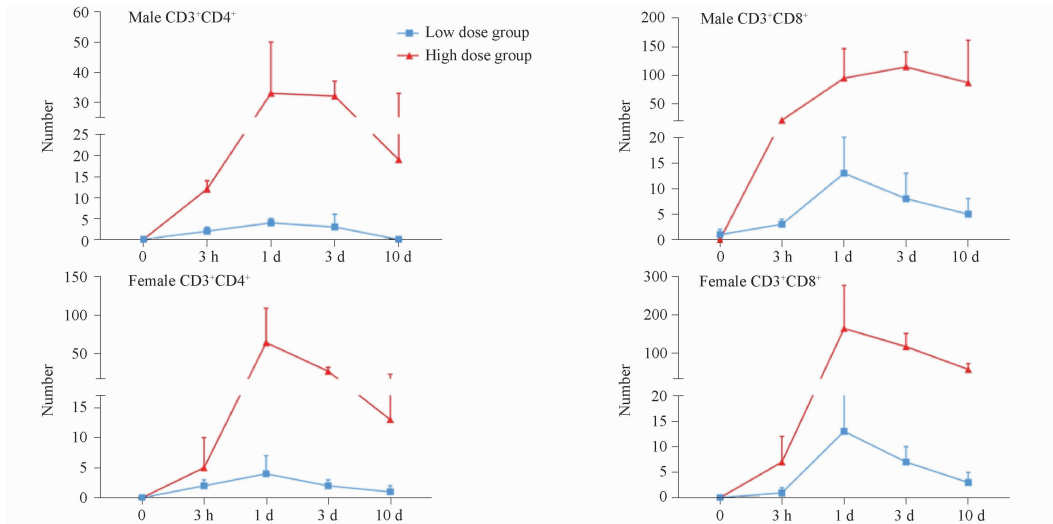 Male CD3⁺CD4⁺
Low dose group
High dose group
Number
60
50
40
30
25
20
15
10
5
0
0
3 h
1 d
3 d
10 d
Male CD3⁺CD8⁺
Number
200
150
100
50
20
15
10
5
0
0
3 h
1 d
3 d
10 d
Female CD3⁺CD4⁺
Number
150
100
50
15
10
5
0
0
3 h
1 d
3 d
10 d
Female CD3⁺CD8⁺
Number
300
200
100
20
15
10
5
0
0
3 h
1 d
3 d
10 d